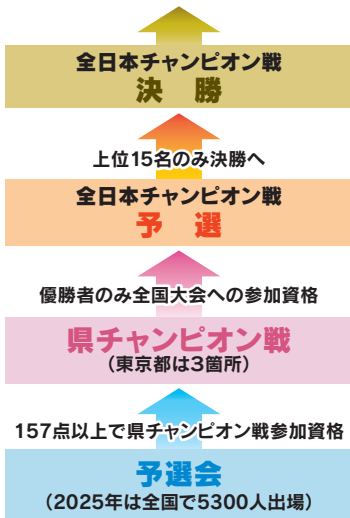 全日本チャンピオン戦
決 勝
上位15名のみ決勝へ
全日本チャンピオン戦
予 選
優勝者のみ全国大会への参加資格
県チャンピオン戦
（東京都は3箇所）
157点以上で県チャンピオン戦参加資格
予選会
（2025年は全国で5300人出場）